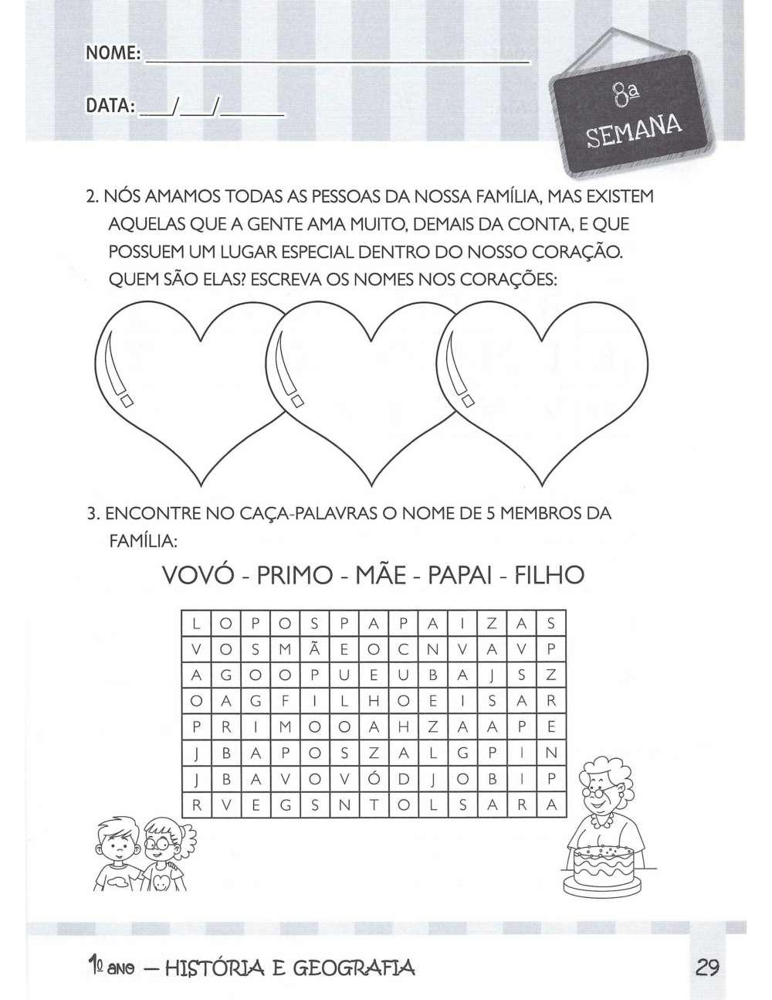 NOME:
DATA: ___/___/___
8ª
SEMANA
2. NÓS AMAMOS TODAS AS PESSOAS DA NOSSA FAMÍLIA, MAS EXISTEM
AQUELAS QUE A GENTE AMA MUITO, DEMAIS DA CONTA, E QUE
POSSUEM UM LUGAR ESPECIAL DENTRO DO NOSSO CORAÇÃO.
QUEM SÃO ELAS? ESCREVA OS NOMES NOS CORAÇÕES:
3. ENCONTRE NO CAÇA-PALAVRAS O NOME DE 5 MEMBROS DA
FAMÍLIA:
VOVÓ - PRIMO - MÃE - PAPAI - FILHO
L O P O S P A P A I Z A S
V O S M Ã E O C N V A V P
A G O O P U E U B A J S Z
O A G F I L H O E I S A R
P R I M O O A H Z A A P E
J B A P O S Z A L G P I N
J B A V O V Ó D J O B I P
R V E G S N T O L S A R A
1º ANO — HISTÓRIA E GEOGRAFIA
29